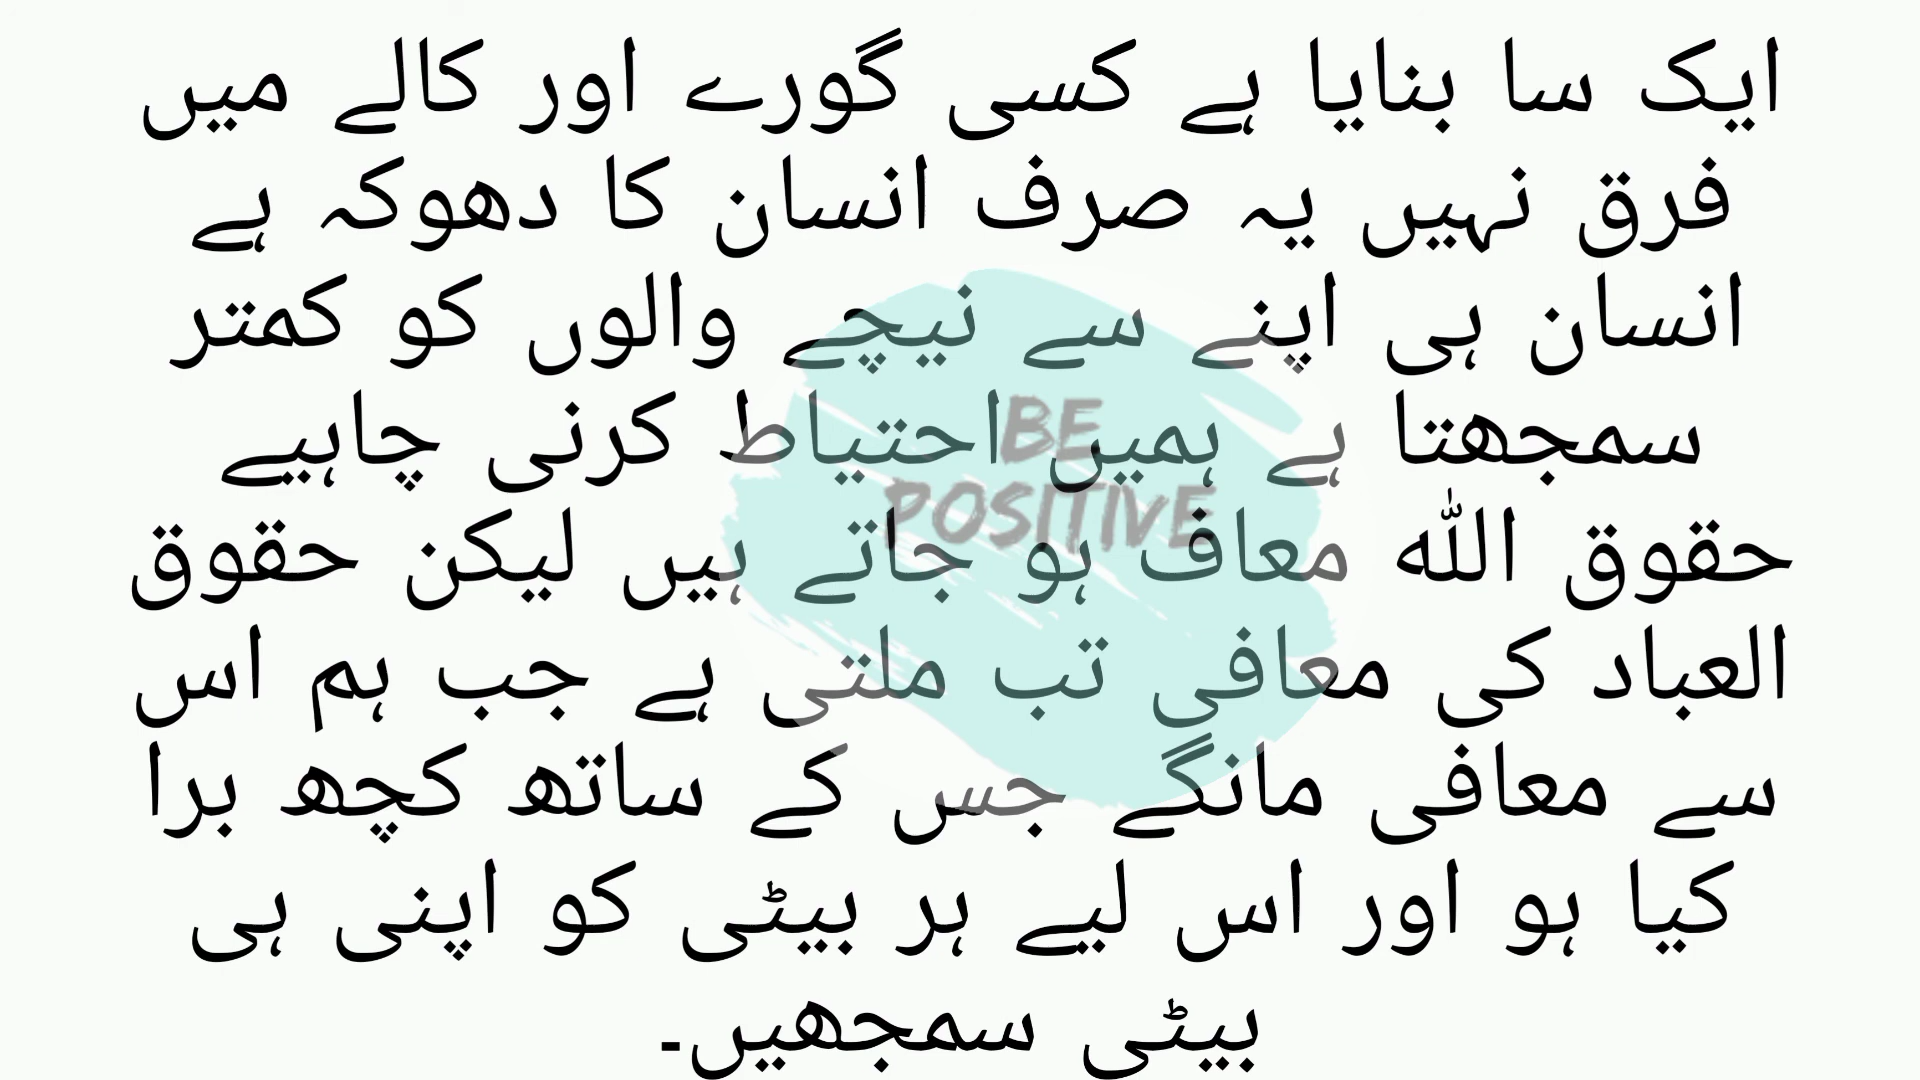 ایک سا بنایا ہے کسی گورے اور کالے میں
فرق نہیں یہ صرف انسان کا دھوکہ ہے
انسان ہی اپنے سے نیچے والوں کو کمتر
سمجھتا ہے ہمیں احتیاط کرنی چاہیے
حقوق اللہ معاف ہو جاتے ہیں لیکن حقوق
العباد کی معافی تب ملتی ہے جب ہم اس
سے معافی مانگے جس کے ساتھ کچھ برا
کیا ہو اور اس لیے ہر بیٹی کو اپنی ہی
بیٹی سمجھیں۔
BE
POSITIVE